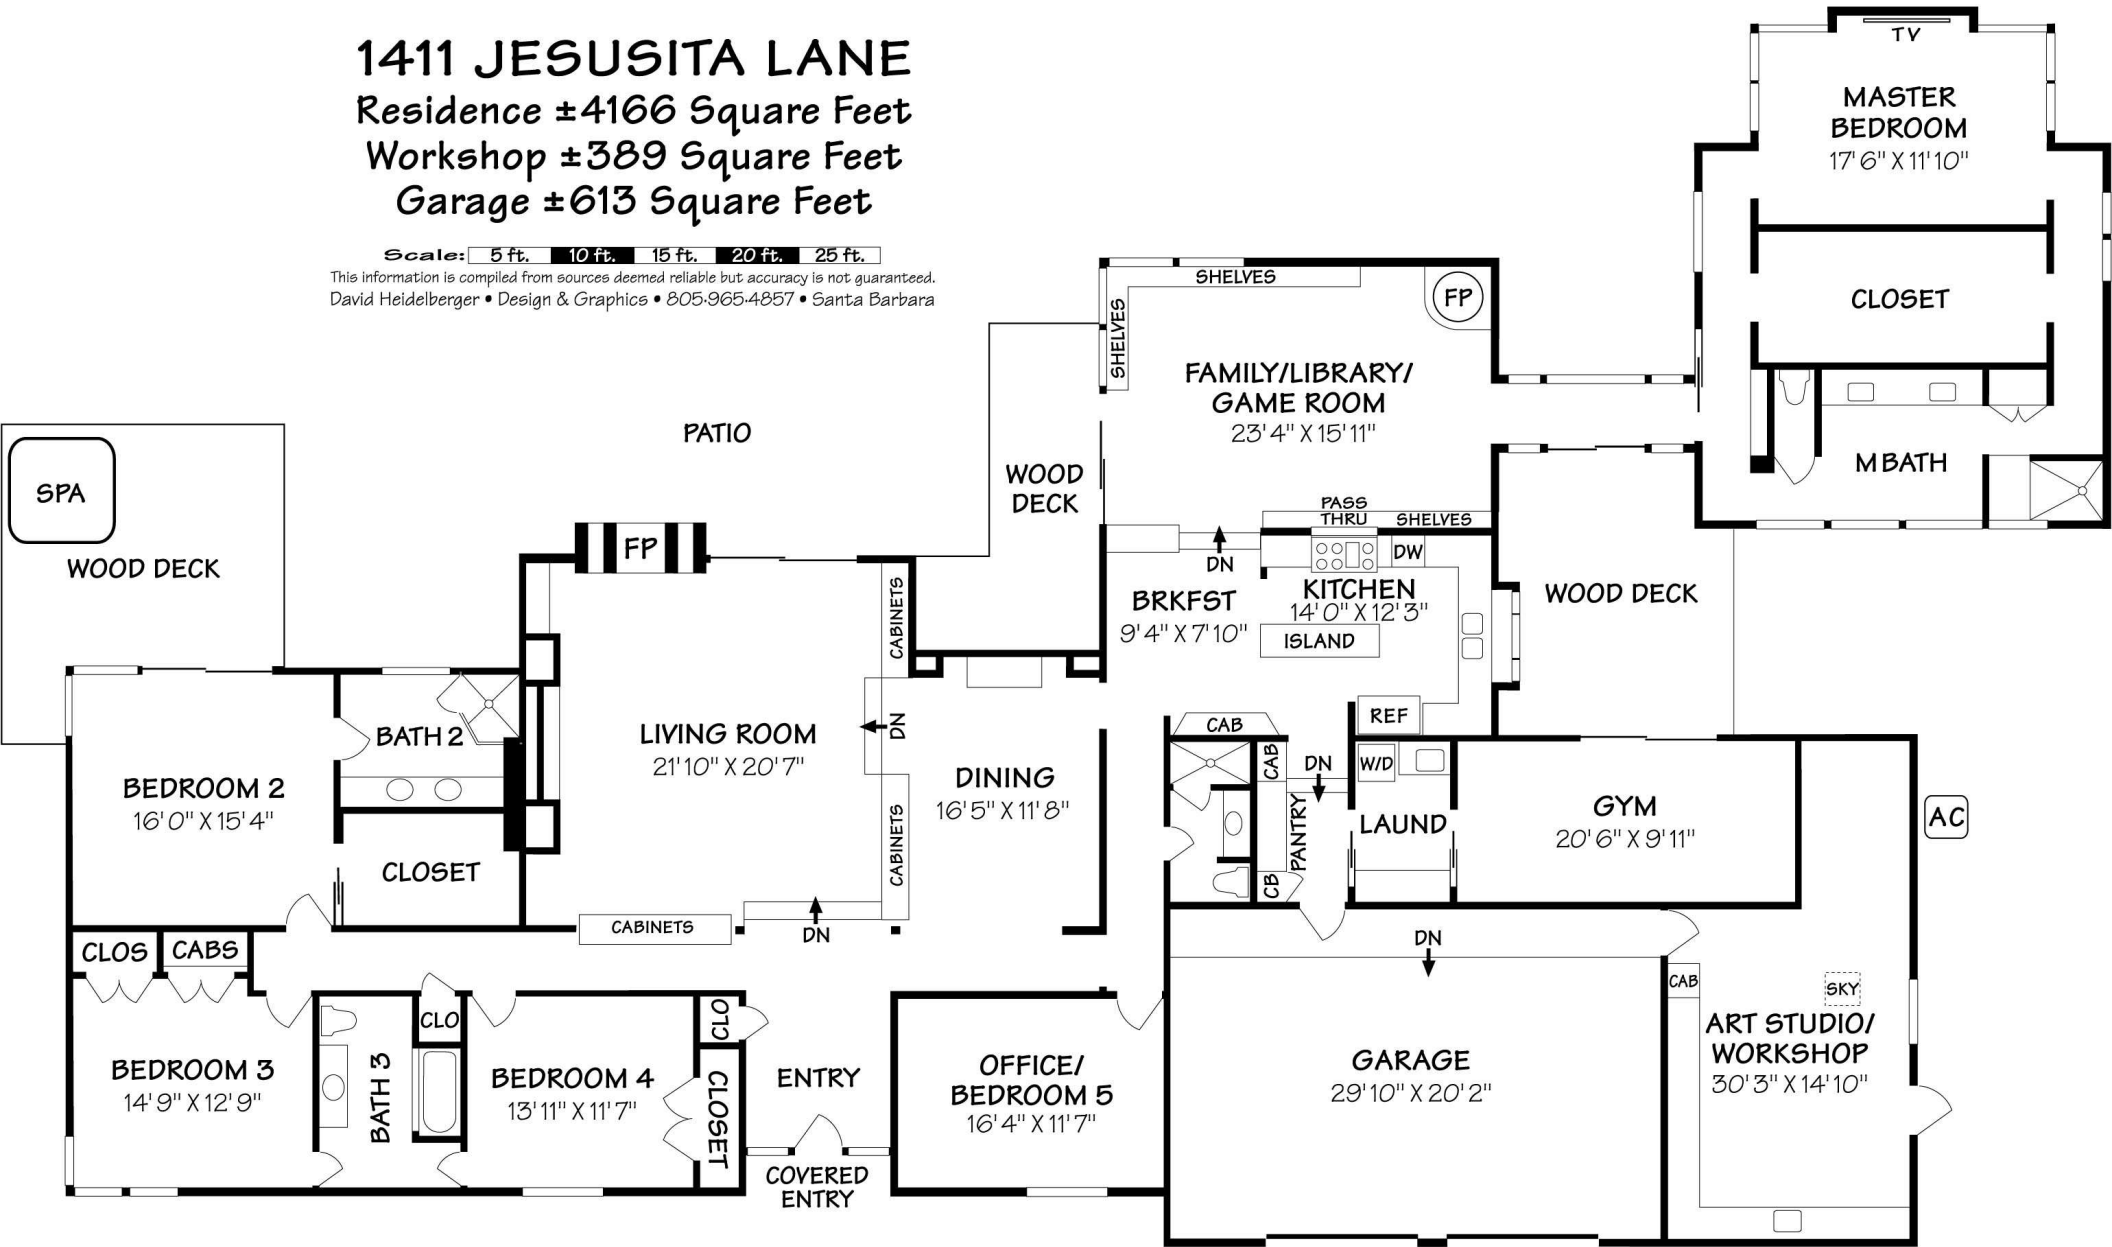 1411 JESUSITA LANE
Residence ±4166 Square Feet
Workshop ±389 Square Feet
Garage ±613 Square Feet
Scale: 5 ft. 10 ft. 15 ft. 20 ft. 25 ft.
This information is compiled from sources deemed reliable but accuracy is not guaranteed.
David Heidelberger • Design & Graphics • 805•965•4857 • Santa Barbara
TV
MASTER
BEDROOM
17'6" X 11'10"
CLOSET
M BATH
SHELVES
SHELVES
FP
FAMILY/LIBRARY/
GAME ROOM
23'4" X 15'11"
PASS
THRU SHELVES
PATIO
WOOD
DECK
SPA
WOOD DECK
FP
DN
DW
KITCHEN
14'0" X 12'3"
BRKFST
9'4" X 7'10"
ISLAND
REF
WOOD DECK
CABINETS
LIVING ROOM
21'10" X 20'7"
DN
CABINETS
DINING
16'5" X 11'8"
BATH 2
BEDROOM 2
16'0" X 15'4"
CLOSET
CAB
CAB
DN
W/D
PANTRY
LAUND
CB
GYM
20'6" X 9'11"
AC
CABINETS
DN
CLOS
CABS
DN
CAB
SKY
ART STUDIO/
WORKSHOP
30'3" X 14'10"
GARAGE
29'10" X 20'2"
CLO
CLO
BEDROOM 3
14'9" X 12'9"
BATH 3
BEDROOM 4
13'11" X 11'7"
CLOSET
ENTRY
OFFICE/
BEDROOM 5
16'4" X 11'7"
COVERED
ENTRY